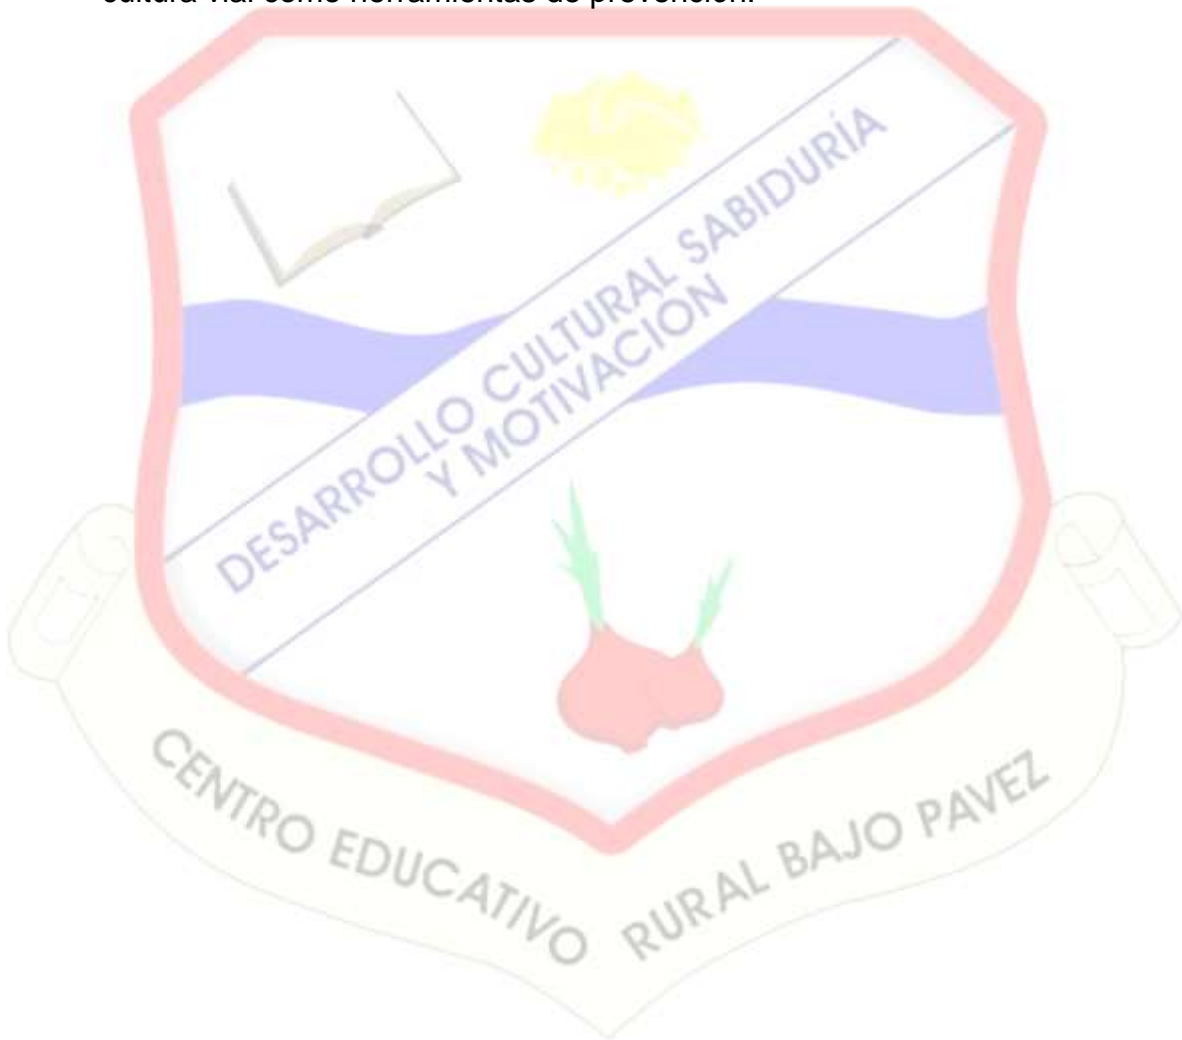 cultura vial como herramientas de prevención.
DESARROLLO CULTURAL SABIDURÍA
Y MOTIVACIÓN
CENTRO EDUCATIVO RURAL BAJO PAVEZ